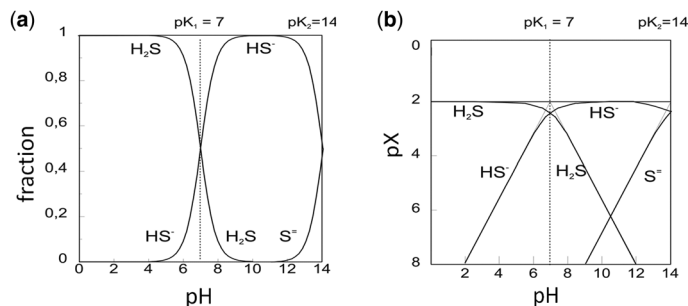 (a)
pK₁ = 7
pK₂=14
1
0,8
0,6
0,4
0,2
0
fraction
H₂S
HS⁻
HS⁻
H₂S
S⁼
0 2 4 6 8 10 12 14
pH
(b)
pK₁ = 7
pK₂=14
0
2
4
6
8
pX
H₂S
HS⁻
HS⁻
H₂S
S⁼
0 2 4 6 8 10 12 14
pH